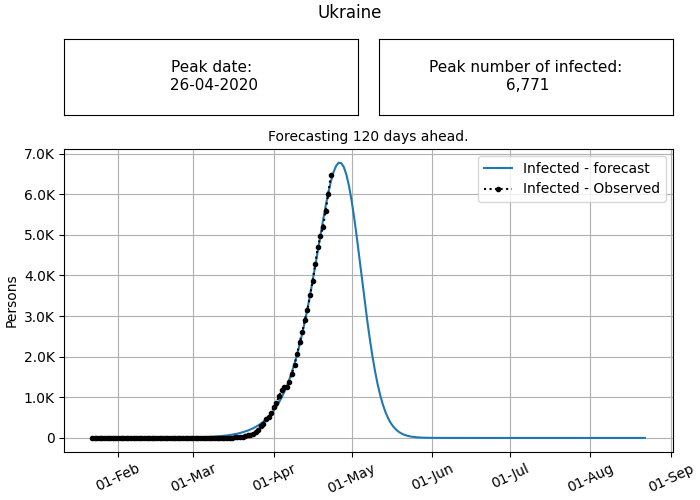 Ukraine
Peak date:
26-04-2020
Peak number of infected:
6,771
Forecasting 120 days ahead.
7.0K
6.0K
5.0K
4.0K
3.0K
2.0K
1.0K
0
Persons
Infected - forecast
Infected - Observed
01-Feb
01-Mar
01-Apr
01-May
01-Jun
01-Jul
01-Aug
01-Sep